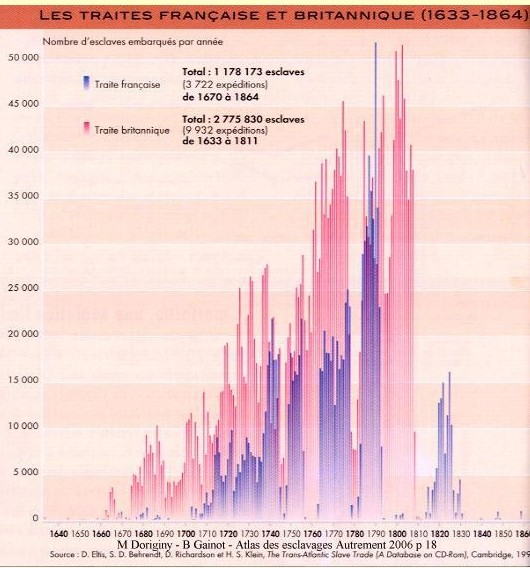 LES TRAITES FRANÇAISE ET BRITANNIQUE (1633-1864)
Nombre d'esclaves embarqués par année
50 000
45 000
40 000
35 000
30 000
25 000
20 000
15 000
10 000
5 000
0
Traite française
Total : 1 178 173 esclaves
(3 722 expéditions)
de 1670 à 1864
Traite britannique
Total : 2 775 830 esclaves
(9 932 expéditions)
de 1633 à 1811
1640 1650 1660 1670 1680 1690 1700 1710 1720 1730 1740 1750 1760 1770 1780 1790 1800 1810 1820 1830 1840 1850 186
M Dorigny - B Gainot - Atlas des esclavages Autrement 2006 p 18
Source : D. Eltis, S. D. Behrendt, D. Richardson et H. S. Klein, The Trans-Atlantic Slave Trade (A Database on CD-Rom), Cambridge, 199